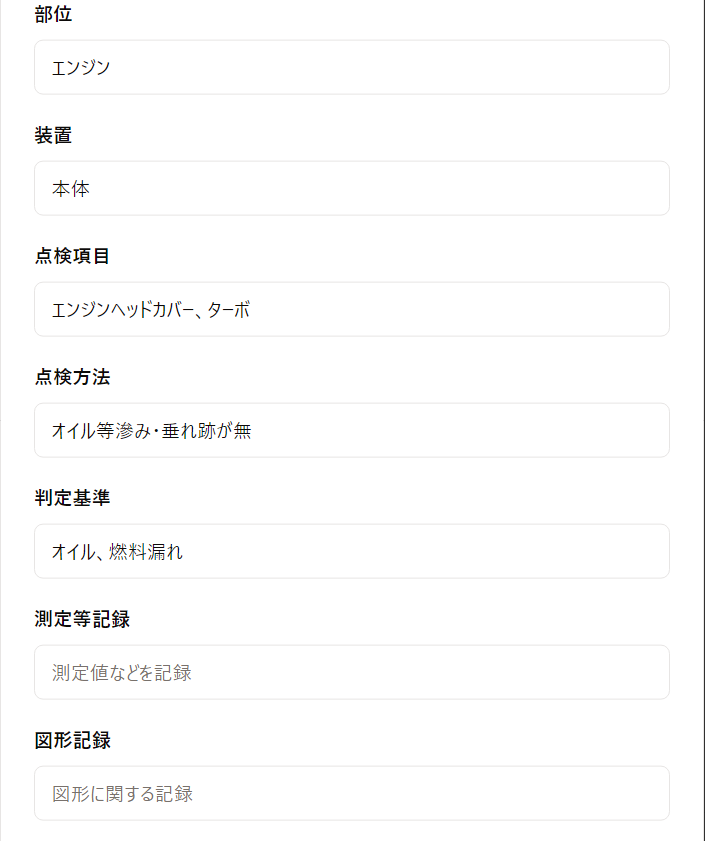 部位
エンジン
装置
本体
点検項目
エンジンヘッドカバー、ターボ
点検方法
オイル等滲み・垂れ跡が無
判定基準
オイル、燃料漏れ
測定等記録
測定値などを記録
図形記録
図形に関する記録